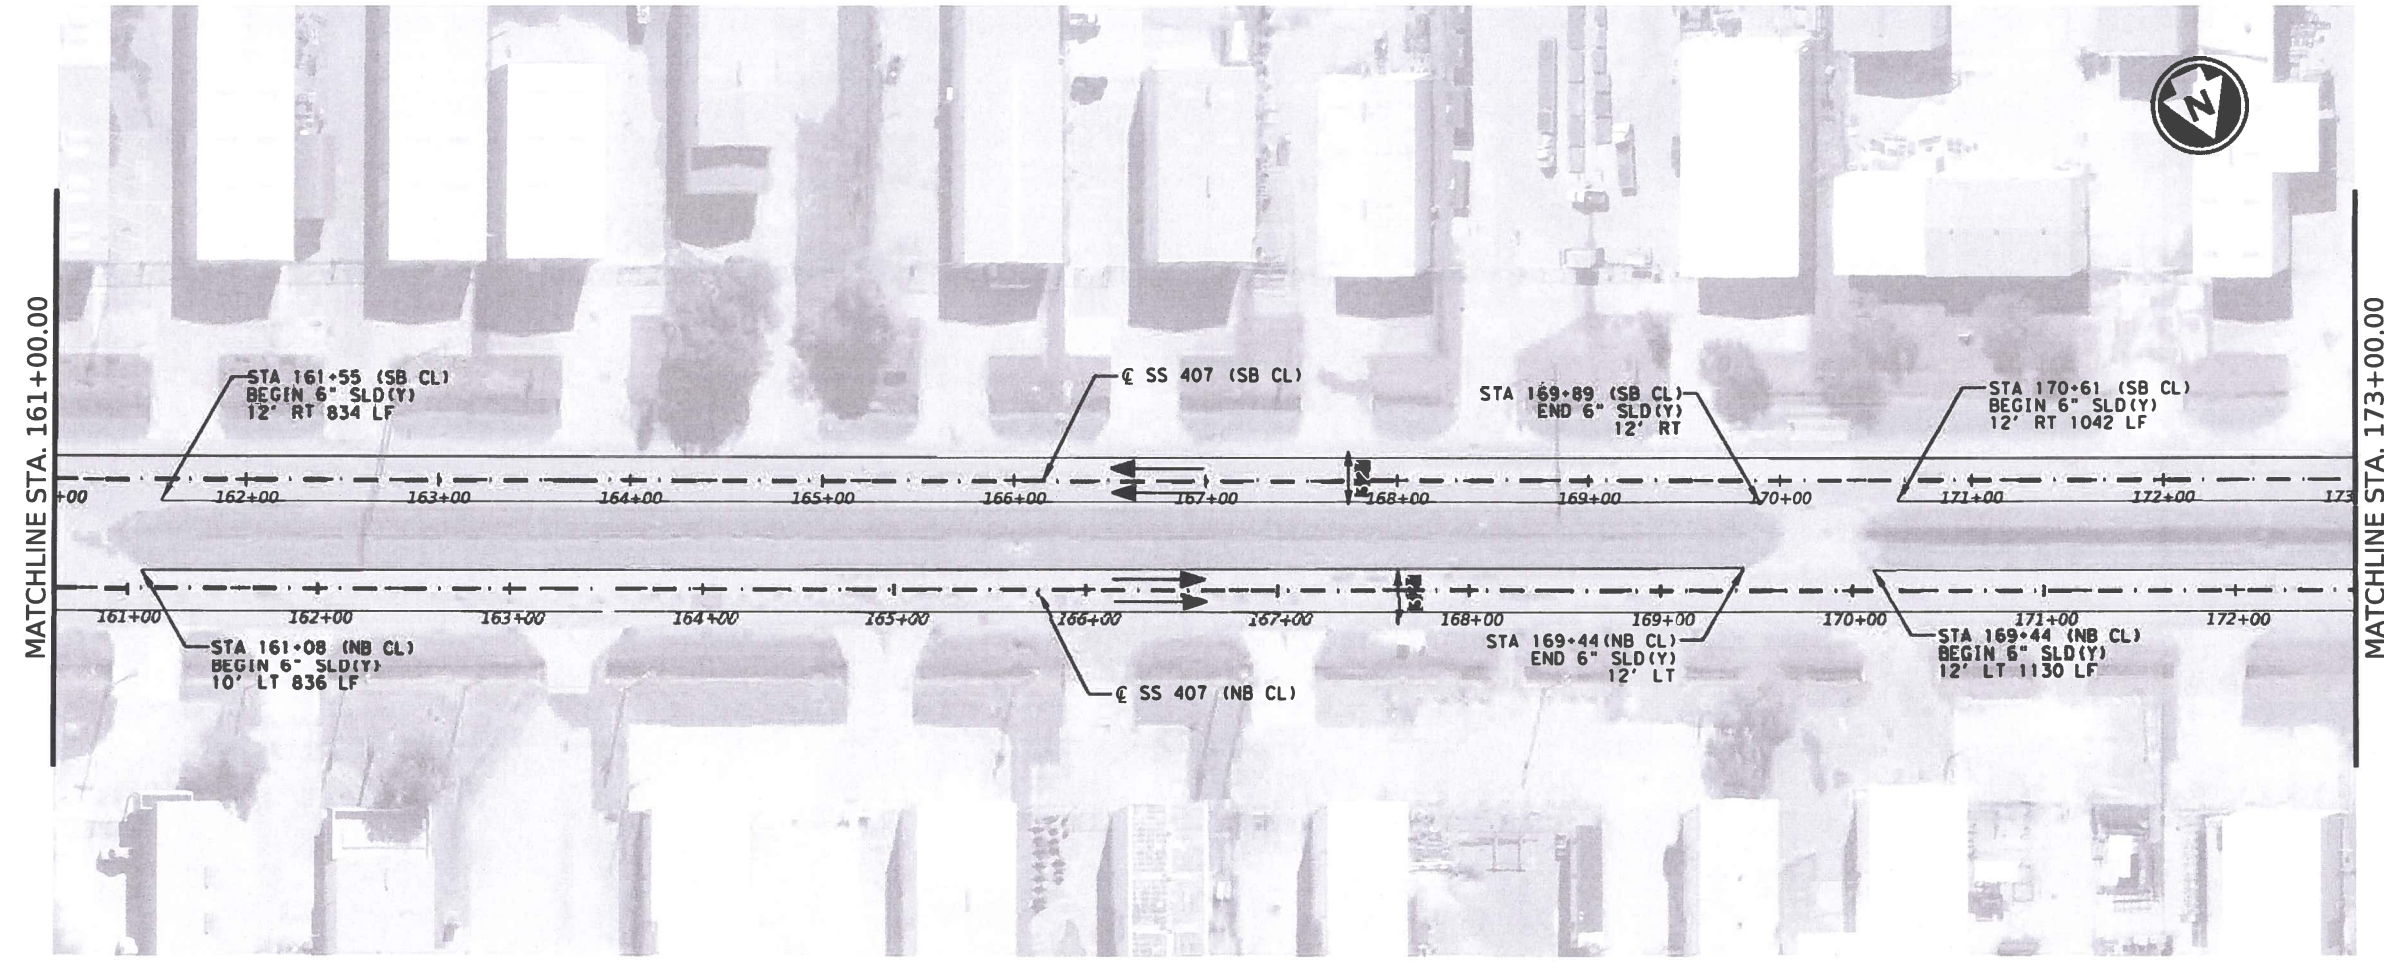 N
MATCHLINE STA. 161+00.00
MATCHLINE STA. 173+00.00
STA 161+55 (SB CL)
BEGIN 6" SLD(Y)
12' RT 834 LF
℄ SS 407 (SB CL)
STA 169+89 (SB CL)
END 6" SLD(Y)
12' RT
STA 170+61 (SB CL)
BEGIN 6" SLD(Y)
12' RT 1042 LF
+00 162+00 163+00 164+00 165+00 166+00 167+00 168+00 169+00 170+00 171+00 172+00 173
161+00 162+00 163+00 164+00 165+00 166+00 167+00 168+00 169+00 170+00 171+00 172+00
STA 161+08 (NB CL)
BEGIN 6" SLD(Y)
10' LT 836 LF
℄ SS 407 (NB CL)
STA 169+44(NB CL)
END 6" SLD(Y)
12' LT
STA 169+44 (NB CL)
BEGIN 6" SLD(Y)
12' LT 1130 LF